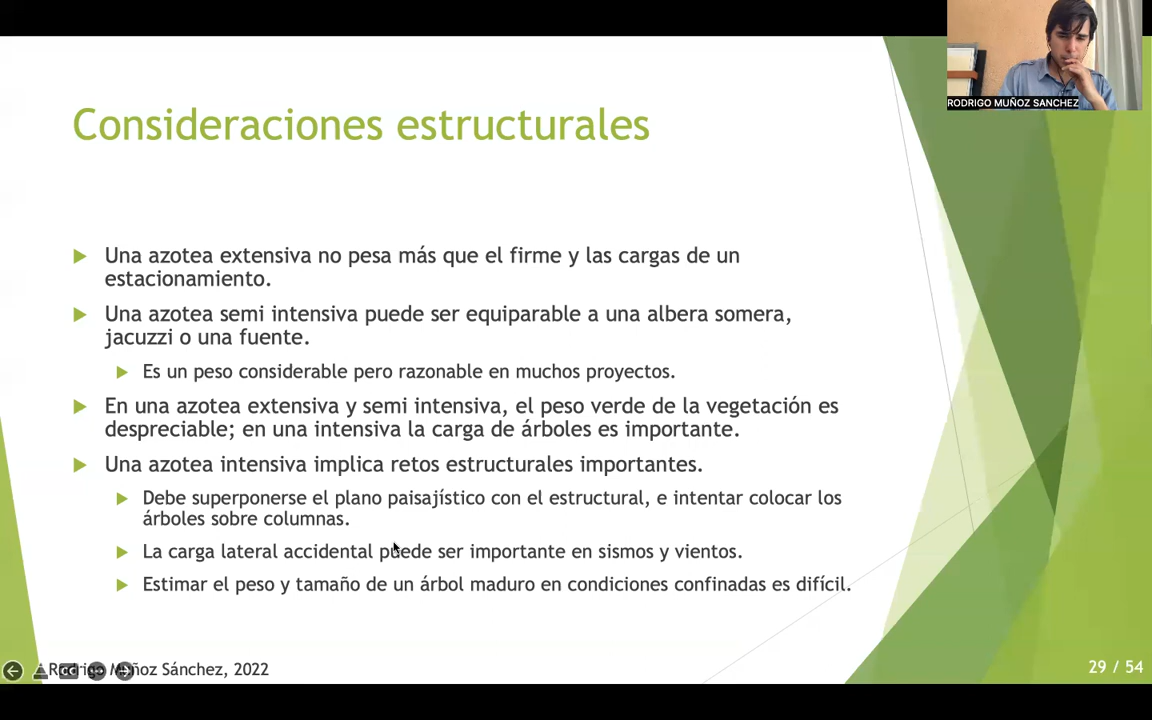 RODRIGO MUÑOZ SANCHEZ
Consideraciones estructurales
Una azotea extensiva no pesa más que el firme y las cargas de un
estacionamiento.
Una azotea semi intensiva puede ser equiparable a una albera somera,
jacuzzi o una fuente.
Es un peso considerable pero razonable en muchos proyectos.
En una azotea extensiva y semi intensiva, el peso verde de la vegetación es
despreciable; en una intensiva la carga de árboles es importante.
Una azotea intensiva implica retos estructurales importantes.
Debe superponerse el plano paisajístico con el estructural, e intentar colocar los
árboles sobre columnas.
La carga lateral accidental puede ser importante en sismos y vientos.
Estimar el peso y tamaño de un árbol maduro en condiciones confinadas es difícil.
Rodrigo Muñoz Sánchez, 2022
29 / 54